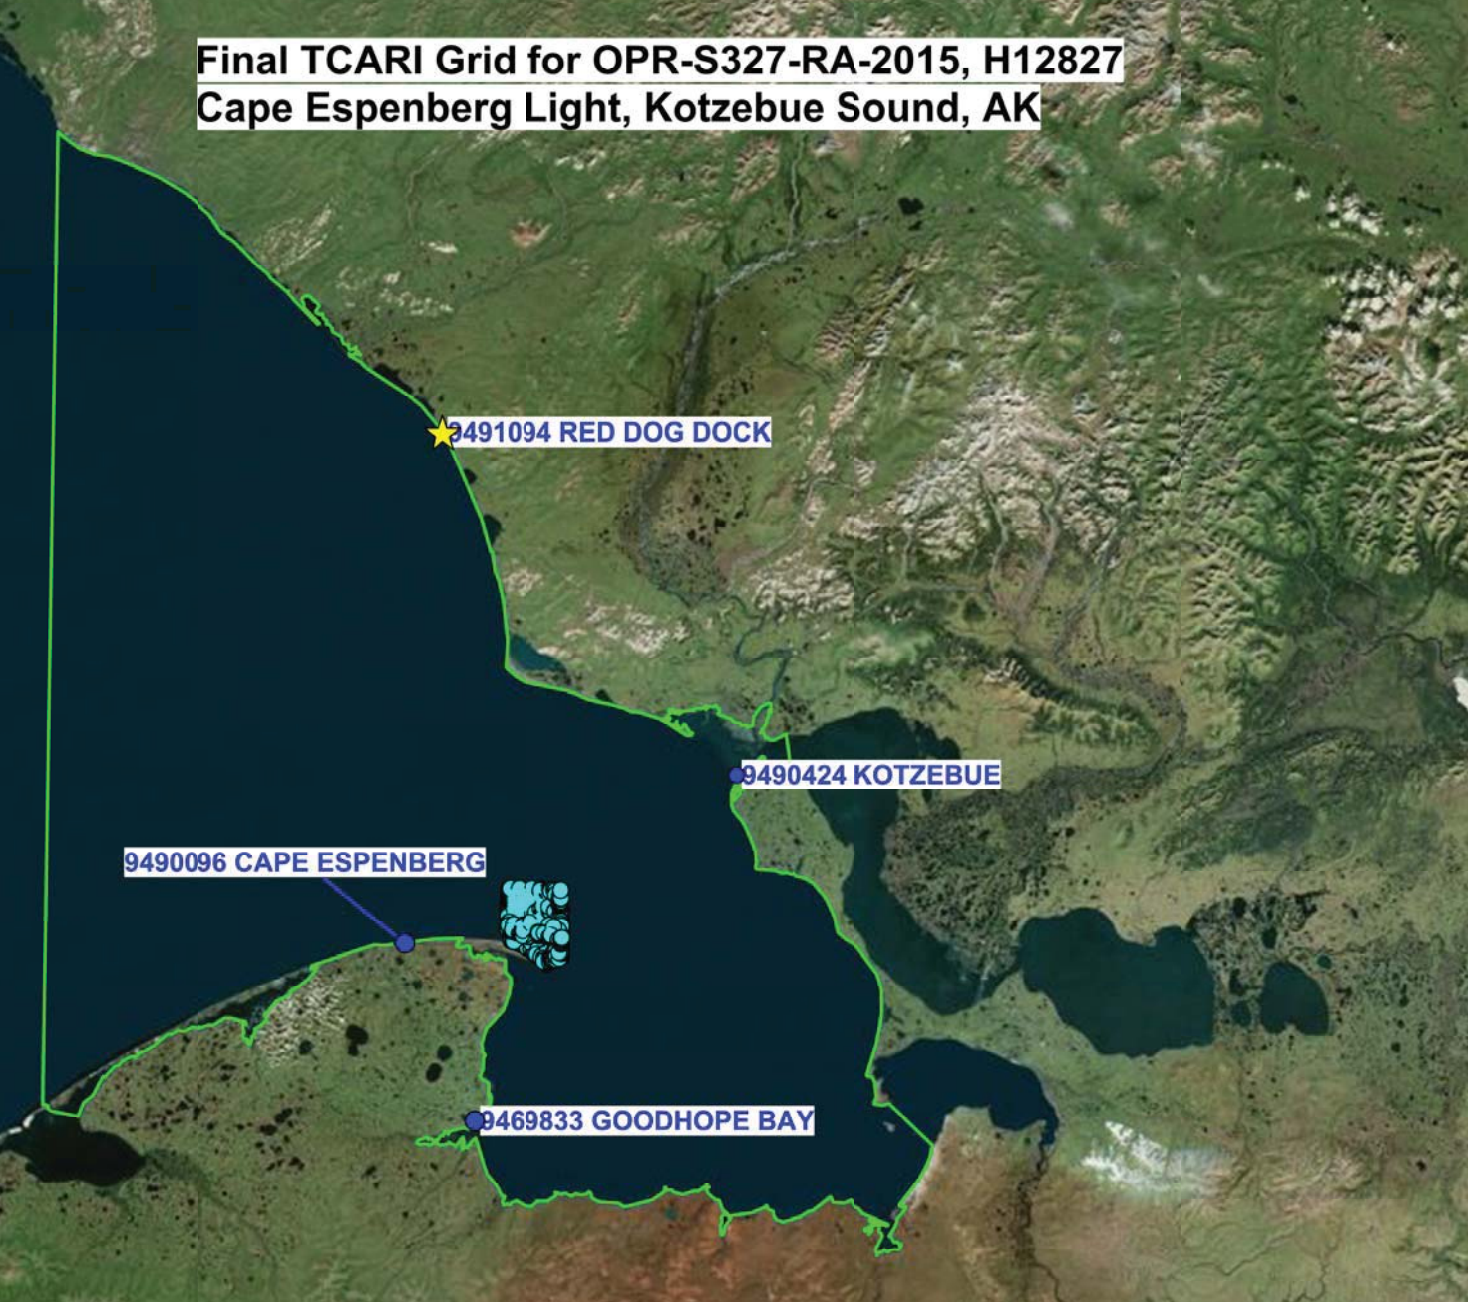 Final TCARI Grid for OPR-S327-RA-2015, H12827
Cape Espenberg Light, Kotzebue Sound, AK
9491094 RED DOG DOCK
9490424 KOTZEBUE
9490096 CAPE ESPENBERG
9469833 GOODHOPE BAY